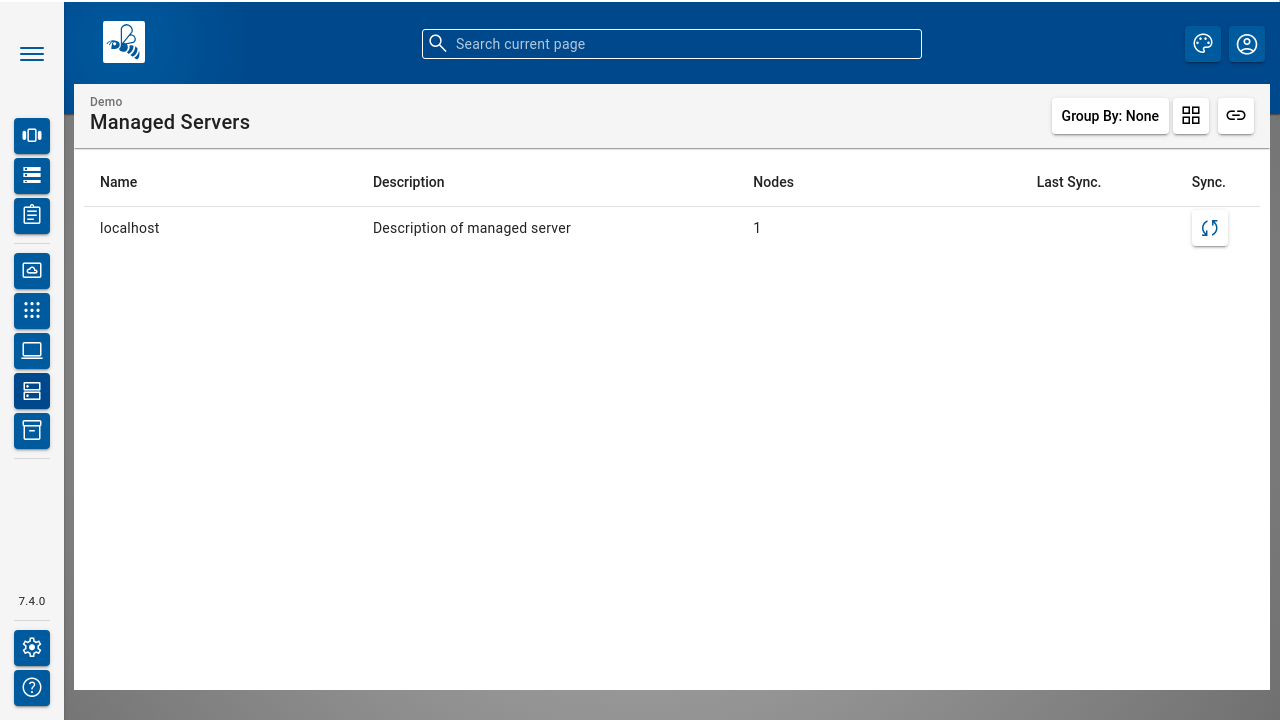 Search current page
Demo
Managed Servers
Group By: None
Name Description Nodes Last Sync. Sync.
localhost Description of managed server 1
7.4.0